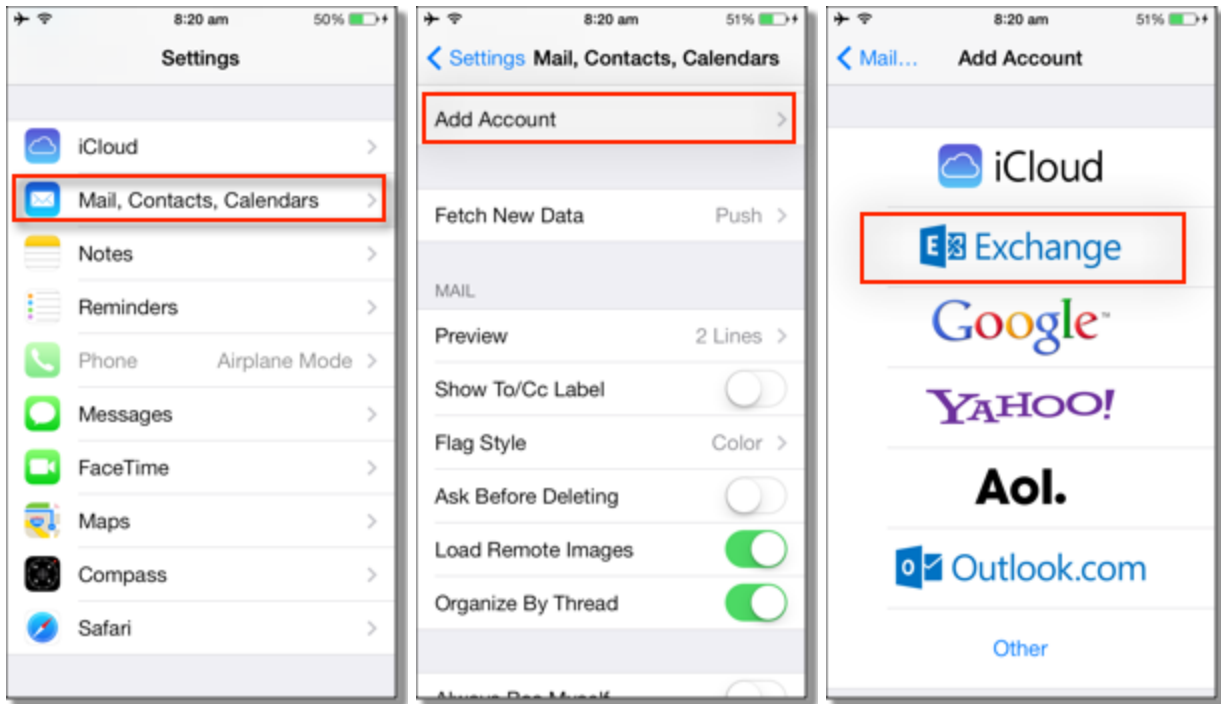 8:20 am 50%
Settings
iCloud
Mail, Contacts, Calendars
Notes
Reminders
Phone Airplane Mode
Messages
FaceTime
Maps
Compass
Safari
8:20 am 51%
Settings Mail, Contacts, Calendars
Add Account
Fetch New Data Push
MAIL
Preview 2 Lines
Show To/Cc Label
Flag Style Color
Ask Before Deleting
Load Remote Images
Organize By Thread
8:20 am 51%
Mail... Add Account
iCloud
E Exchange
Google™
YAHOO!
Aol.
O Outlook.com
Other